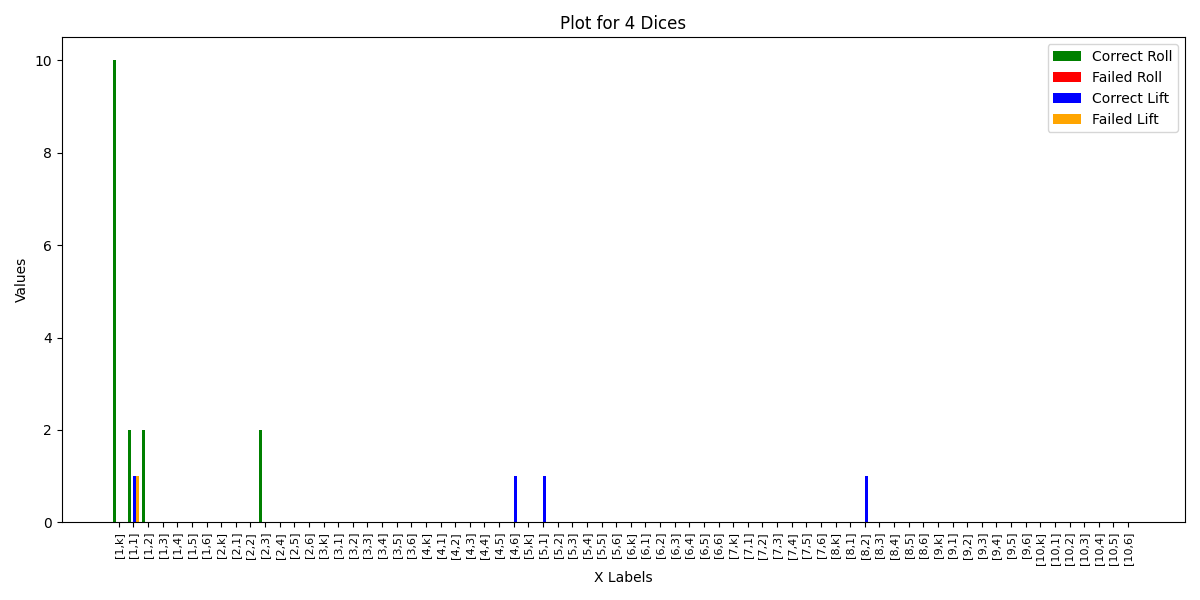 Plot for 4 Dices
Correct Roll
Failed Roll
Correct Lift
Failed Lift
10
8
6
4
2
0
Values
[1,k] [1,1] [1,2] [1,3] [1,4] [1,5] [1,6] [2,k] [2,1] [2,2] [2,3] [2,4] [2,5] [2,6] [3,k] [3,1] [3,2] [3,3] [3,4] [3,5] [3,6] [4,k] [4,2] [4,3] [4,4] [4,5] [4,6] [5,k] [5,1] [5,2] [5,3] [5,4] [5,5] [5,6] [6,k] [6,1] [6,2] [6,3] [6,4] [6,5] [6,6] [7,k] [7,1] [7,2] [7,3] [7,4] [7,5] [7,6] [8,k] [8,1] [8,2] [8,3] [8,4] [8,5] [8,6] [9,k] [9,1] [9,2] [9,3] [9,4] [9,5] [9,6] [10,k] [10,1] [10,2] [10,3] [10,4] [10,5] [10,6]
X Labels